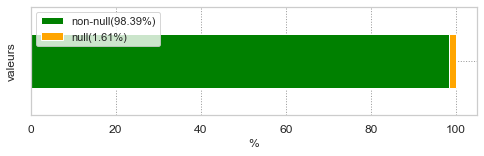 non-null(98.39%)
null(1.61%)
valeurs
0 20 40 60 80 100
%